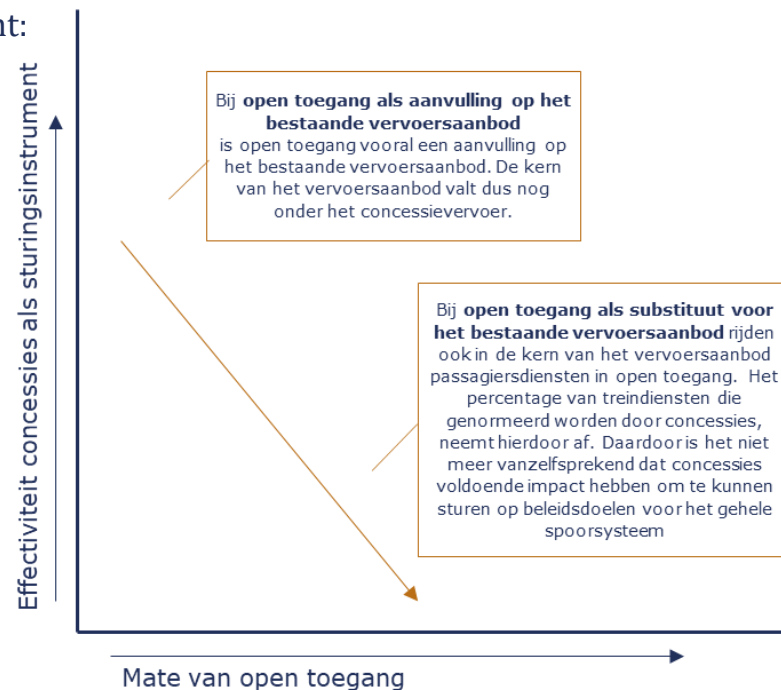 nt:
Effectiviteit concessies als sturingsinstrument
Bij open toegang als aanvulling op het
bestaande vervoersaanbod
is open toegang vooral een aanvulling op
het bestaande vervoersaanbod. De kern
van het vervoersaanbod valt dus nog
onder het concessievervoer.
Bij open toegang als substituut voor
het bestaande vervoersaanbod rijden
ook in de kern van het vervoersaanbod
passagiersdiensten in open toegang. Het
percentage van treindiensten die
genormeerd worden door concessies,
neemt hierdoor af. Daardoor is het niet
meer vanzelfsprekend dat concessies
voldoende impact hebben om te kunnen
sturen op beleidsdoelen voor het gehele
spoorsysteem
Mate van open toegang